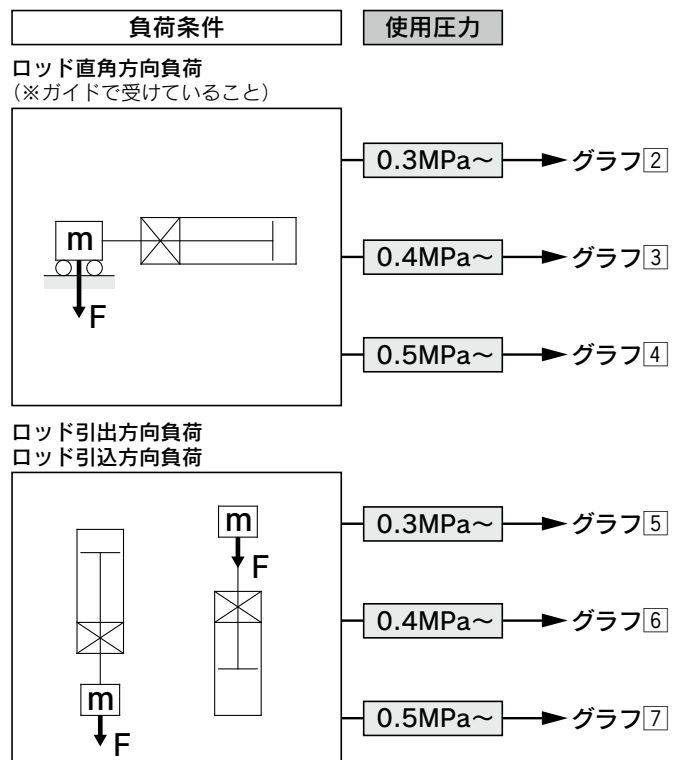 負荷条件 使用圧力
ロッド直角方向負荷
(※ガイドで受けていること)
0.3MPa～ グラフ2
m
0.4MPa～ グラフ3
F
0.5MPa～ グラフ4
ロッド引出方向負荷
ロッド引込方向負荷
m
0.3MPa～ グラフ5
F
0.4MPa～ グラフ6
m
0.5MPa～ グラフ7
F